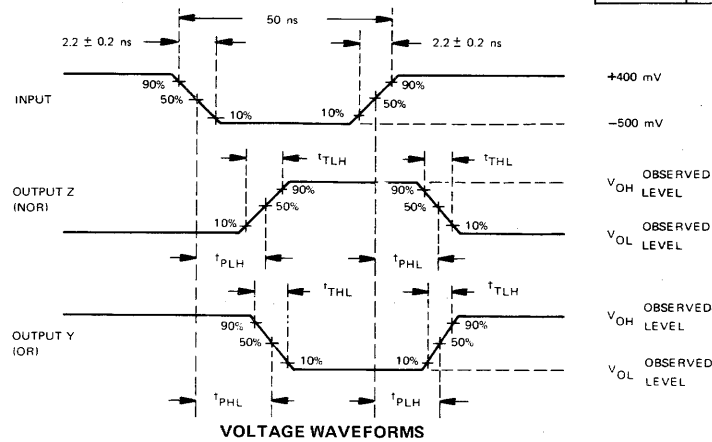 50 ns
2.2 ± 0.2 ns
2.2 ± 0.2 ns
90%
90%
+400 mV
INPUT
50%
50%
10%
10%
-500 mV
tTLH
tTHL
OUTPUT Z
(NOR)
90%
90%
VOH OBSERVED
LEVEL
50%
50%
10%
10%
VOL OBSERVED
LEVEL
tPLH
tPHL
tTHL
tTLH
OUTPUT Y
(OR)
90%
90%
VOH OBSERVED
LEVEL
50%
50%
10%
10%
VOL OBSERVED
LEVEL
tPHL
tPLH
VOLTAGE WAVEFORMS